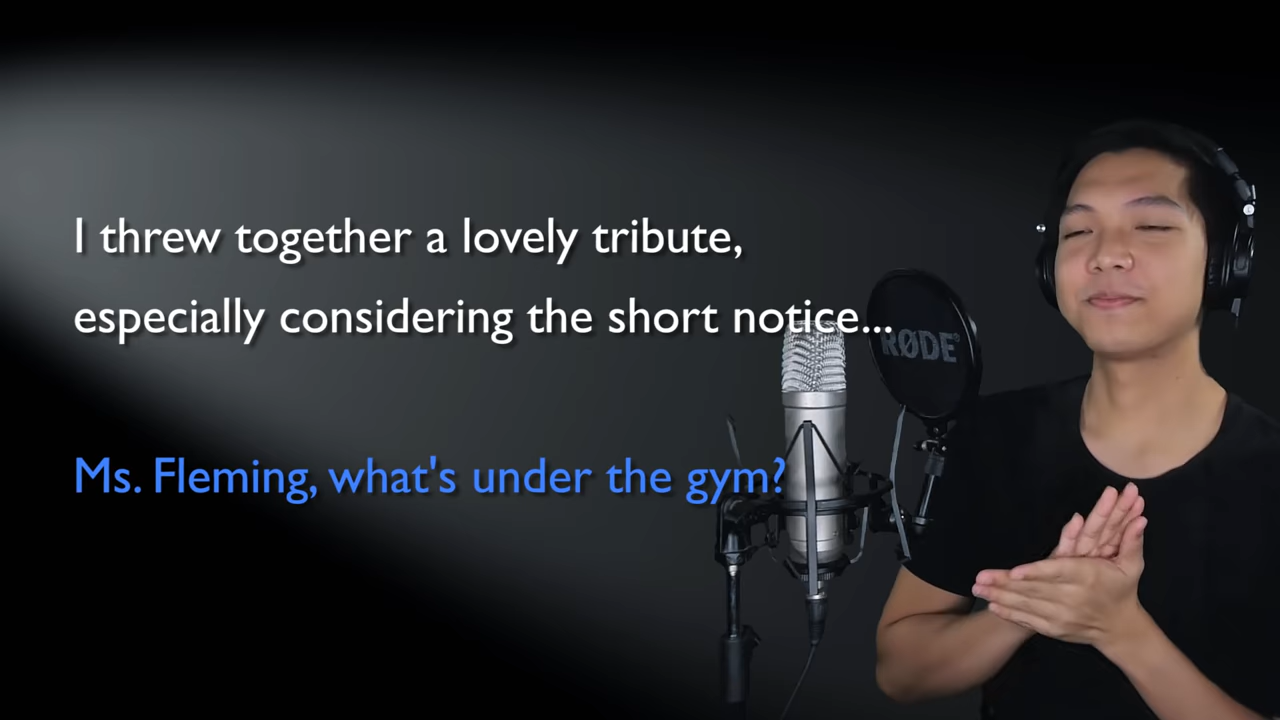 I threw together a lovely tribute,
especially considering the short notice...
RØDE®
Ms. Fleming, what's under the gym?